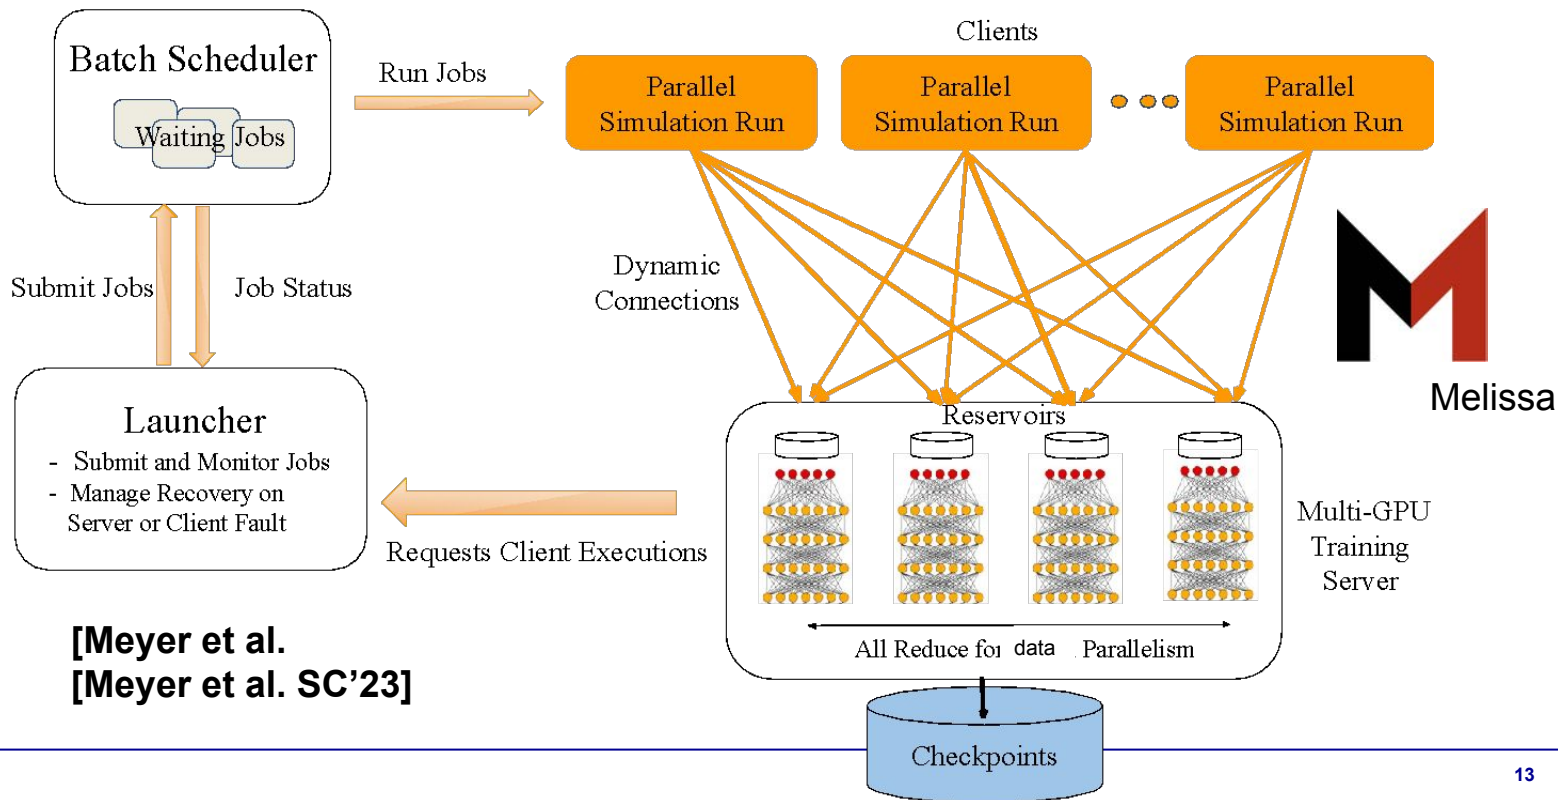 Clients
Batch Scheduler
Waiting Jobs
Run Jobs
Parallel
Simulation Run
Parallel
Simulation Run
Parallel
Simulation Run
Submit Jobs
Job Status
Dynamic
Connections
Melissa
Launcher
- Submit and Monitor Jobs
- Manage Recovery on
Server or Client Fault
Requests Client Executions
Reservoirs
Multi-GPU
Training
Server
All Reduce for data Parallelism
[Meyer et al.
[Meyer et al. SC’23]
Checkpoints
13